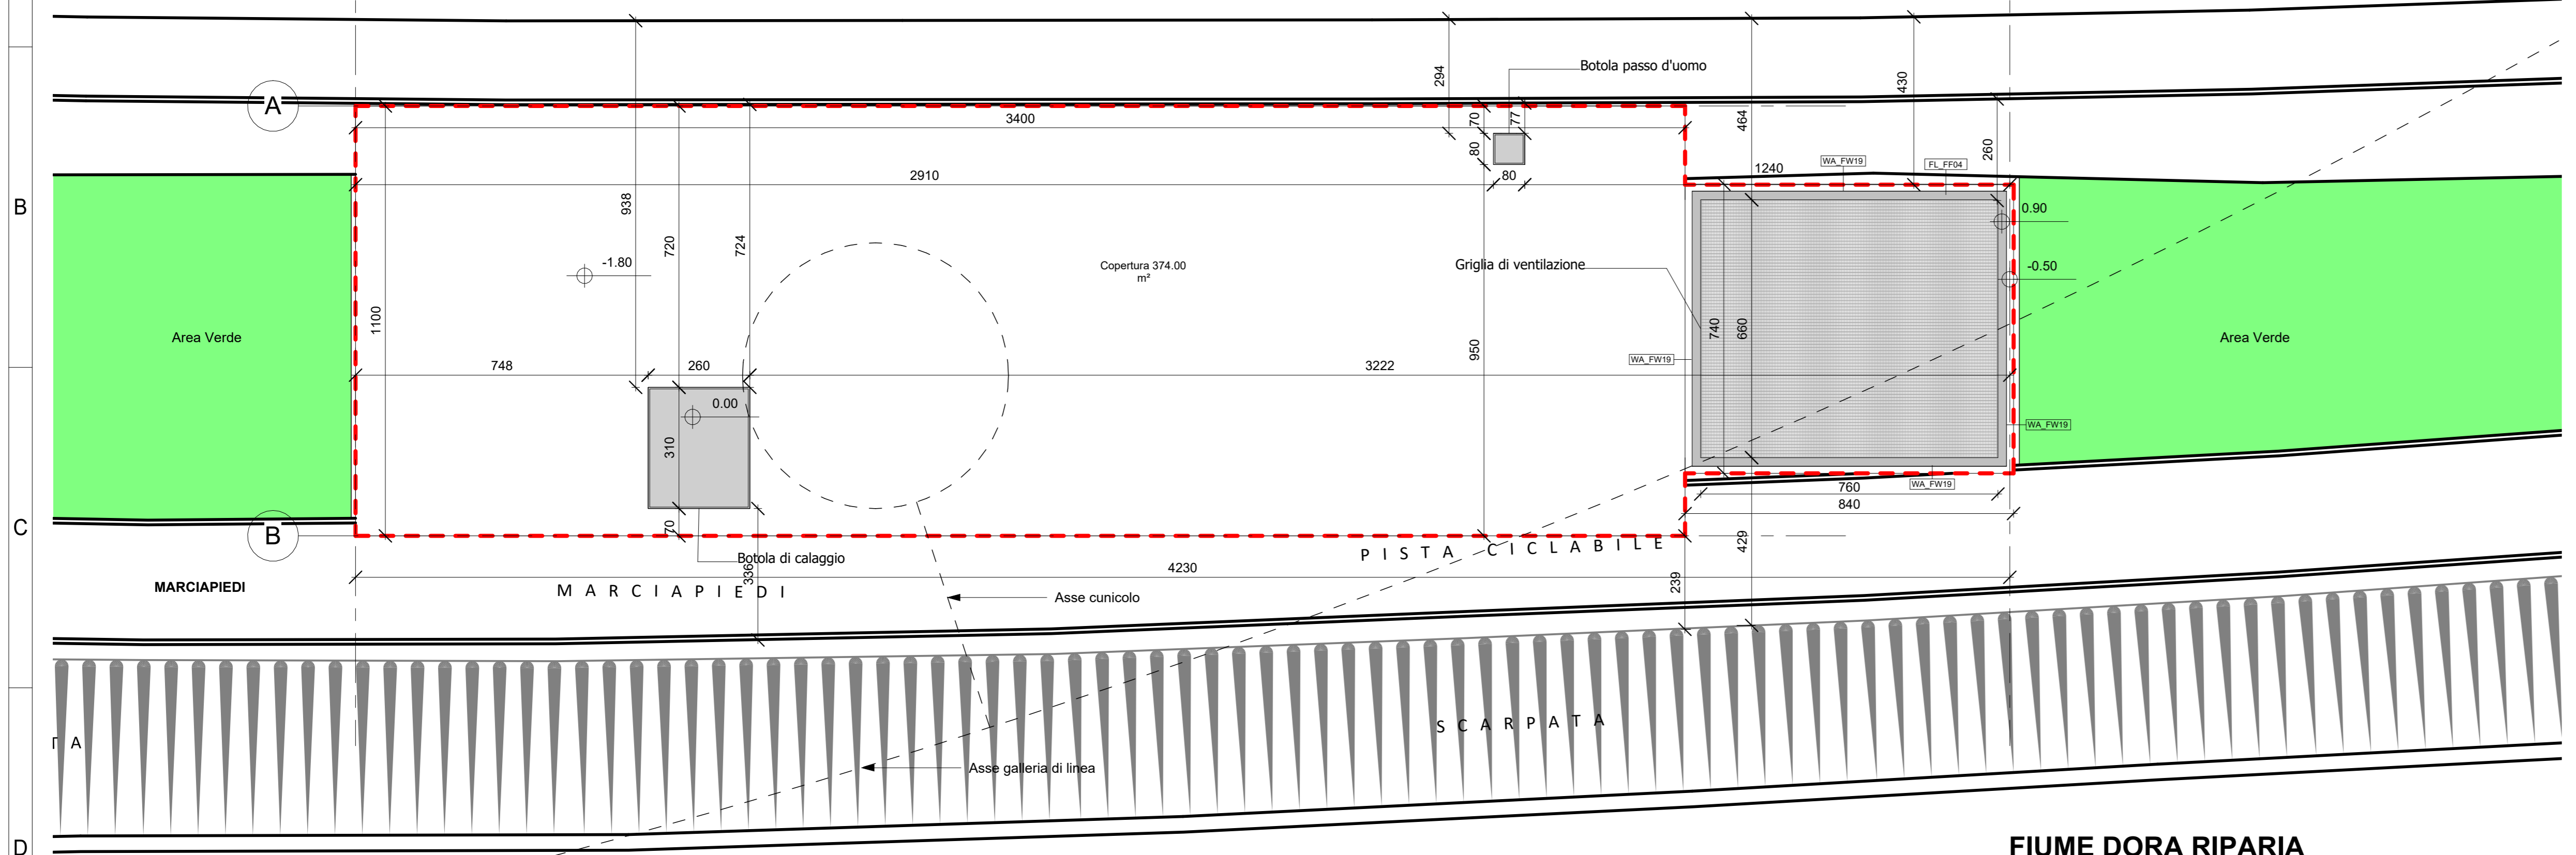 A
B
B
C
D
Area Verde
MARCIAPIEDI
M A R C I A P I E D I
938
720
724
1100
-1.80
748
260
0.00
310
70
Botola di calaggio
336
3400
2910
Copertura 374.00
m²
294
Botola passo d'uomo
70
77
80
80
950
3222
Griglia di ventilazione
464
430
1240
WA_FW19
FL_FF04
260
0.90
-0.50
740
660
WA_FW19
Area Verde
WA_FW19
WA_FW19
760
840
429
239
P I S T A C I C L A B I L E
4230
Asse cunicolo
Asse galleria di linea
S C A R P A T A
T A
FIUME DORA RIPARIA